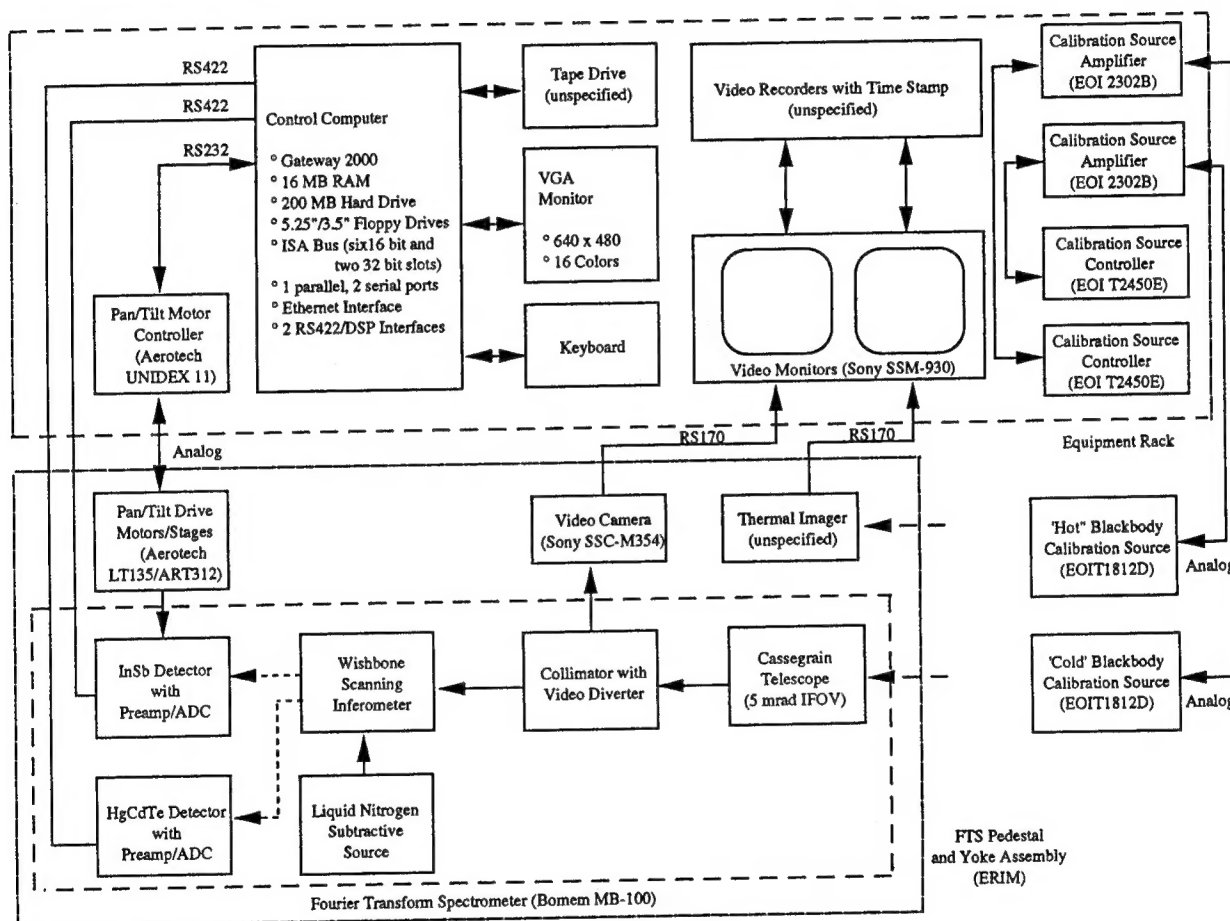 RS422
RS422
RS232
Control Computer
° Gateway 2000
° 16 MB RAM
° 200 MB Hard Drive
° 5.25"/3.5" Floppy Drives
° ISA Bus (six16 bit and
two 32 bit slots)
° 1 parallel, 2 serial ports
° Ethernet Interface
° 2 RS422/DSP Interfaces
Tape Drive
(unspecified)
VGA
Monitor
° 640 x 480
° 16 Colors
Keyboard
Video Recorders with Time Stamp
(unspecified)
Video Monitors (Sony SSM-930)
Calibration Source
Amplifier
(EOI 2302B)
Calibration Source
Amplifier
(EOI 2302B)
Calibration Source
Controller
(EOI T2450E)
Calibration Source
Controller
(EOI T2450E)
Pan/Tilt Motor
Controller
(Aerotech
UNIDEX 11)
Analog
RS170
RS170
Equipment Rack
Pan/Tilt Drive
Motors/Stages
(Aerotech
LT135/ART312)
Video Camera
(Sony SSC-M354)
Thermal Imager
(unspecified)
'Hot" Blackbody
Calibration Source
(EOIT1812D)
Analog
InSb Detector
with
Preamp/ADC
Wishbone
Scanning
Inferometer
Collimator with
Video Diverter
Cassegrain
Telescope
(5 mrad IFOV)
'Cold' Blackbody
Calibration Source
(EOIT1812D)
Analog
HgCdTe Detector
with
Preamp/ADC
Liquid Nitrogen
Subtractive
Source
FTS Pedestal
and Yoke Assembly
(ERIM)
Fourier Transform Spectrometer (Bomem MB-100)